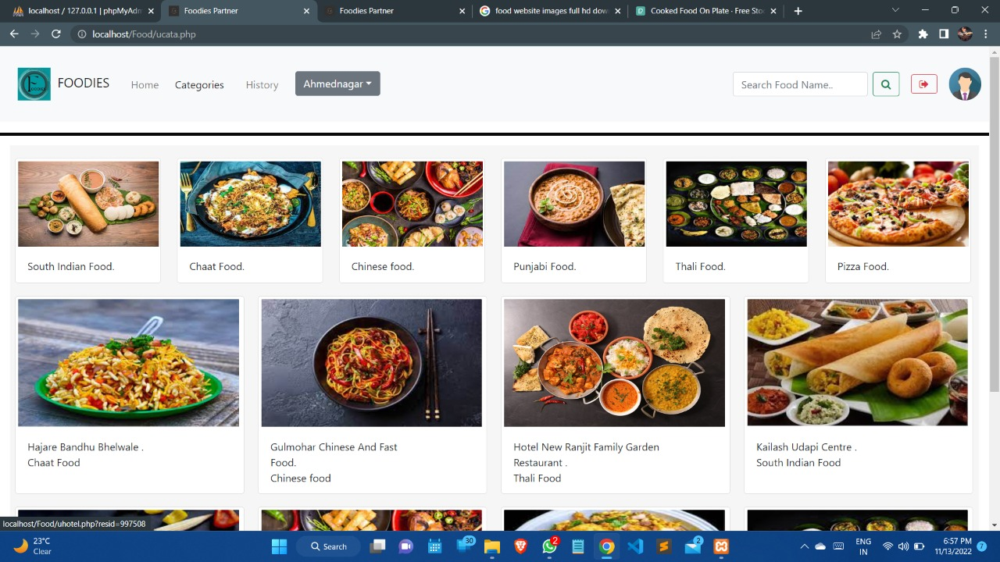 localhost / 127.0.0.1 | phpMyAdm
Foodies Partner
Foodies Partner
food website images full hd dow
Cooked Food On Plate · Free Sto
localhost/Food/ucata.php
FOODIES
Home
Categories
History
Ahmednagar
Search Food Name..
South Indian Food.
Chaat Food.
Chinese food.
Punjabi Food.
Thali Food.
Pizza Food.
Hajare Bandhu Bhelwale .
Chaat Food
Gulmohar Chinese And Fast
Food.
Chinese food
Hotel New Ranjit Family Garden
Restaurant .
Thali Food
Kailash Udapi Centre .
South Indian Food
localhost/Food/uhotel.php?resid=997508
23°C
Clear
Search
30
2
2
ENG
IN
6:57 PM
11/13/2022
7